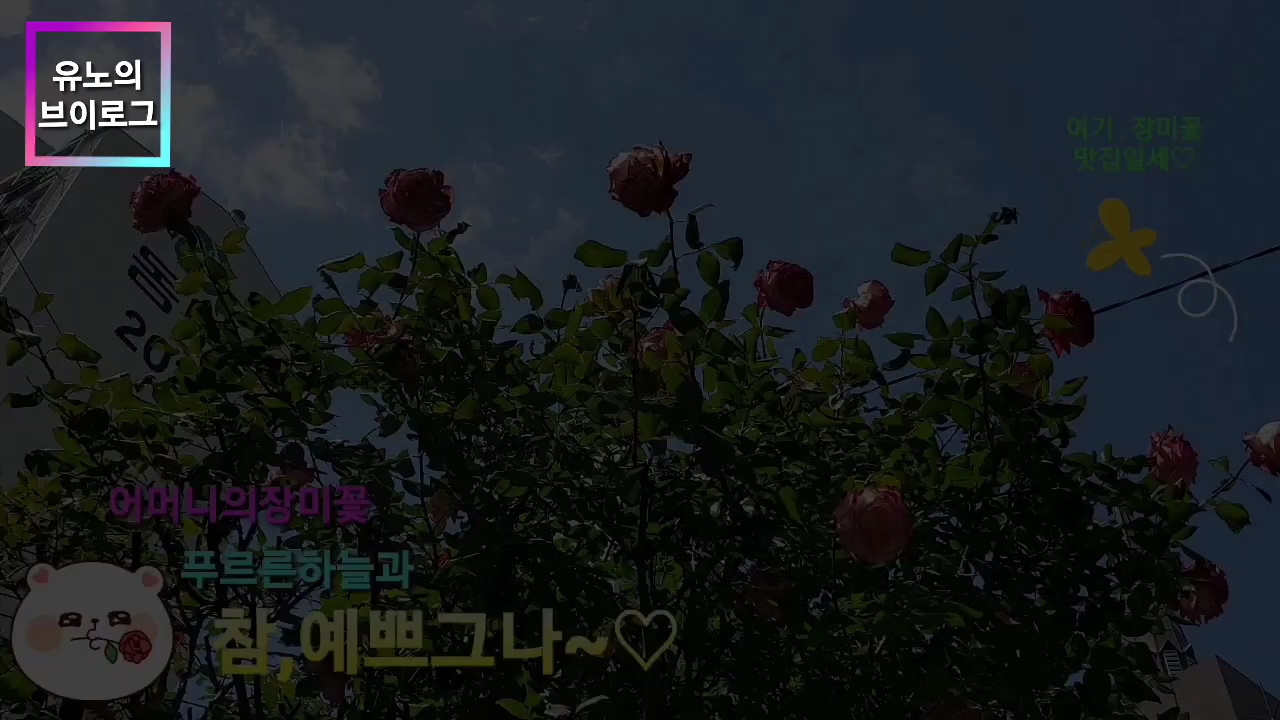 유노의
브이로그
여기. 장미꽃
맛집일세♡
어머니의장미꽃
푸르른하늘과
참,예쁘그나~♡